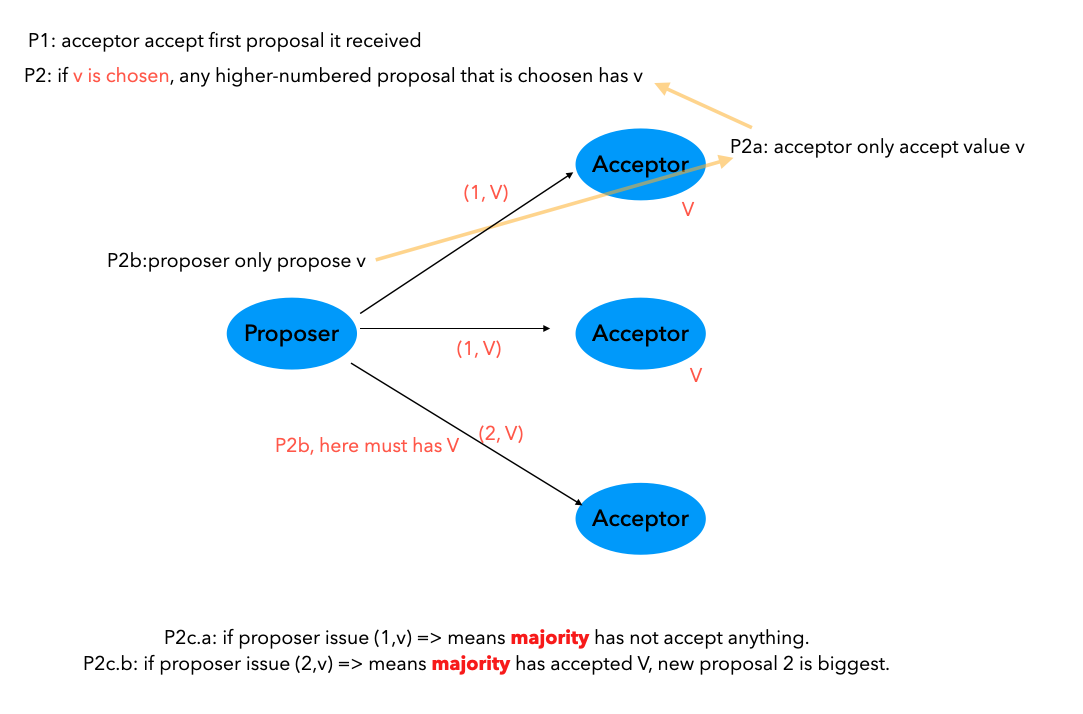 P1: acceptor accept first proposal it received
P2: if v is chosen, any higher-numbered proposal that is choosen has v
P2a: acceptor only accept value v
Acceptor
(1, V)
V
P2b:proposer only propose v
Proposer
Acceptor
(1, V)
V
(2, V)
P2b, here must has V
Acceptor
P2c.a: if proposer issue (1,v) => means majority has not accept anything.
P2c.b: if proposer issue (2,v) => means majority has accepted V, new proposal 2 is biggest.